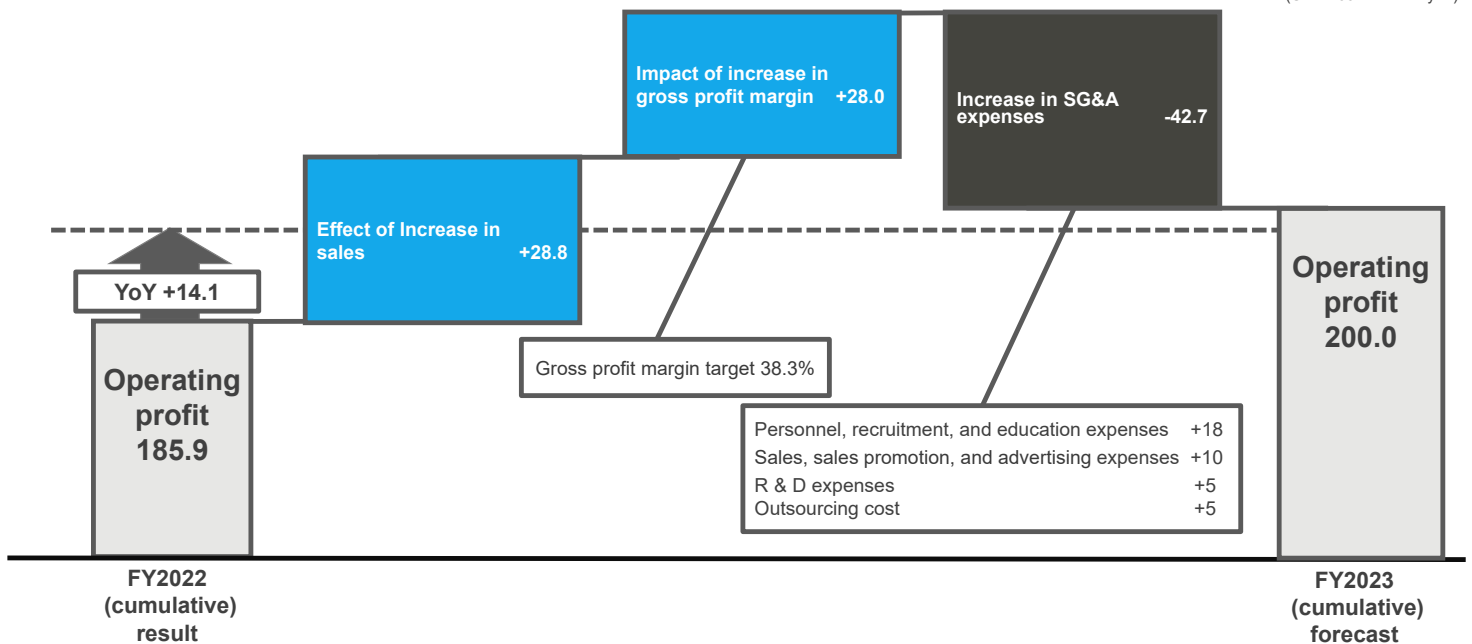 Impact of increase in
gross profit margin +28.0
Increase in SG&A
expenses -42.7
Effect of Increase in
sales +28.8
YoY +14.1
Operating
profit
185.9
Operating
profit
200.0
Gross profit margin target 38.3%
Personnel, recruitment, and education expenses +18
Sales, sales promotion, and advertising expenses +10
R & D expenses +5
Outsourcing cost +5
FY2022
(cumulative)
result
FY2023
(cumulative)
forecast